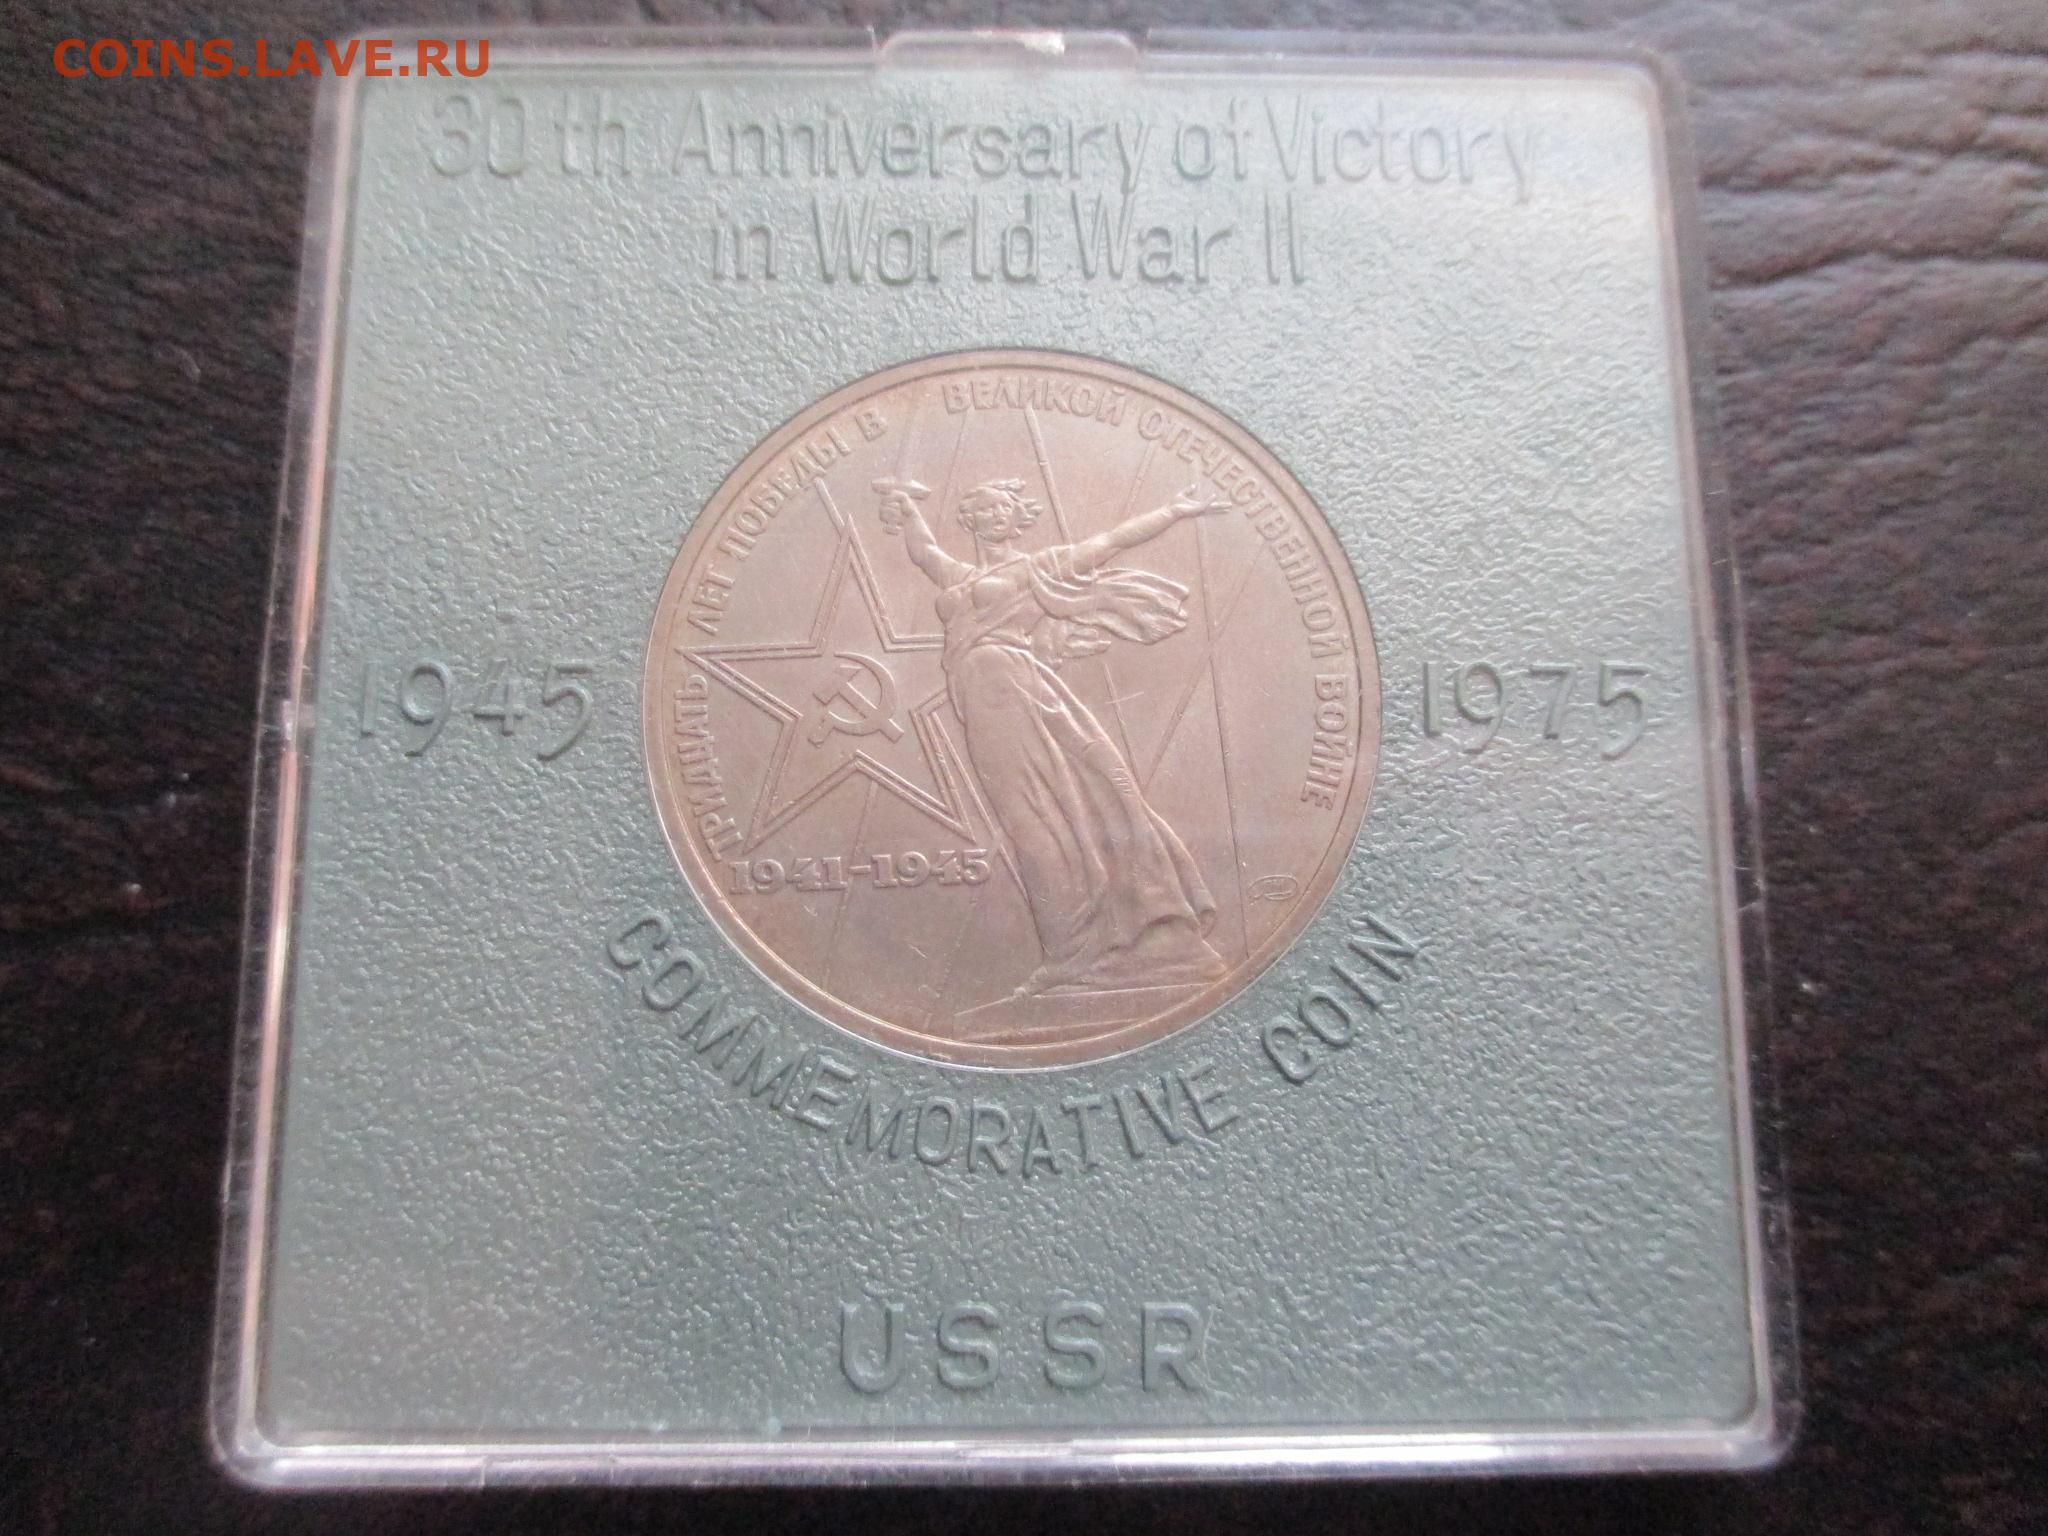 COINS.LAVE.RU
30 th Anniversary of Victory
in World War II
ТРИДЦАТЬ ЛЕТ ПОБЕДЫ В ВЕЛИКОЙ ОТЕЧЕСТВЕННОЙ ВОЙНЕ
1945
1975
1941-1945
COMMEMORATIVE COIN
USSR